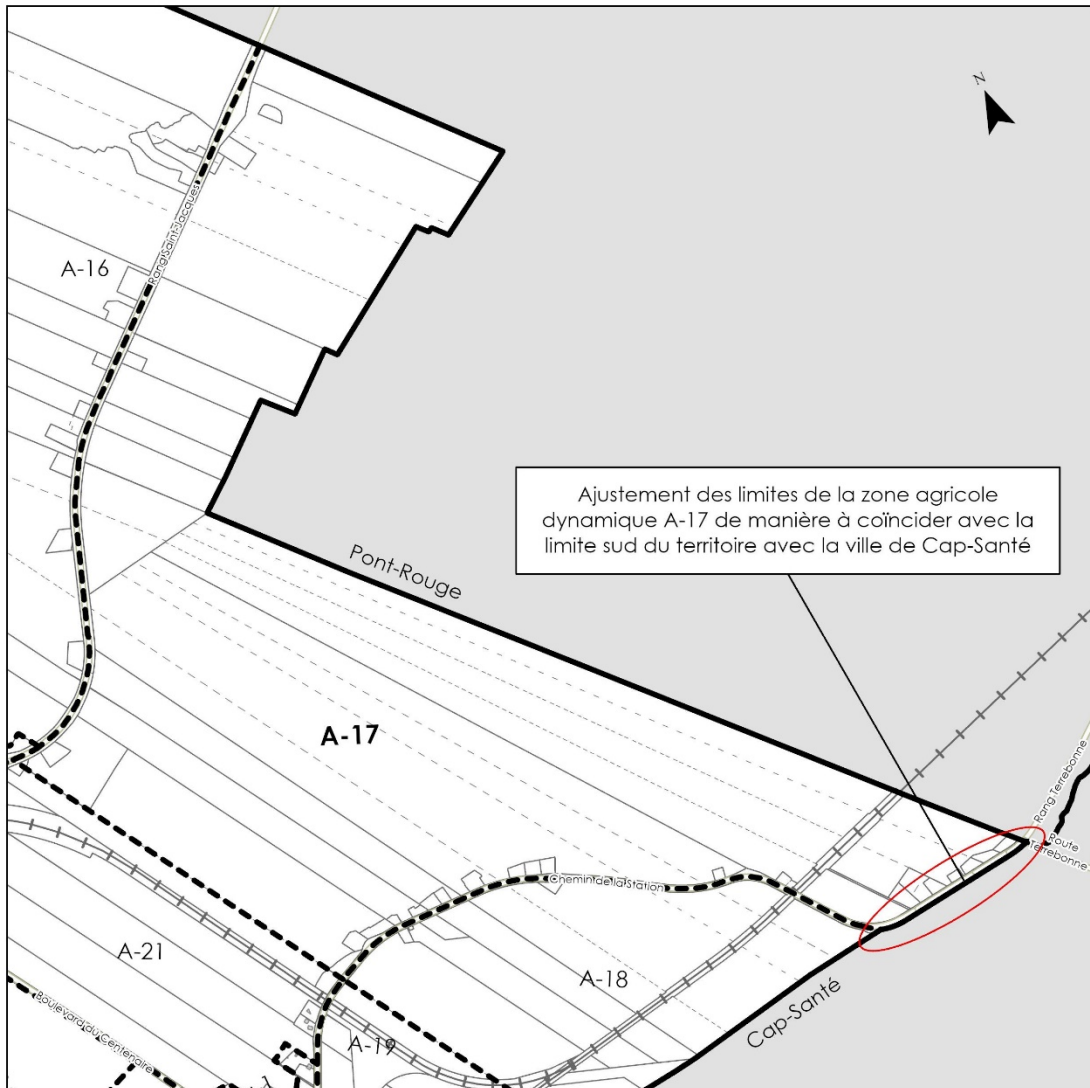 N
Rang Saint-Jacques
A-16
Ajustement des limites de la zone agricole
dynamique A-17 de manière à coïncider avec la
limite sud du territoire avec la ville de Cap-Santé
Pont-Rouge
A-17
Rang Terrebonne
Route
Terrebonne
Chemin de la Station
A-21
A-18
Cap-Santé
Boulevard du Centenaire
A-19